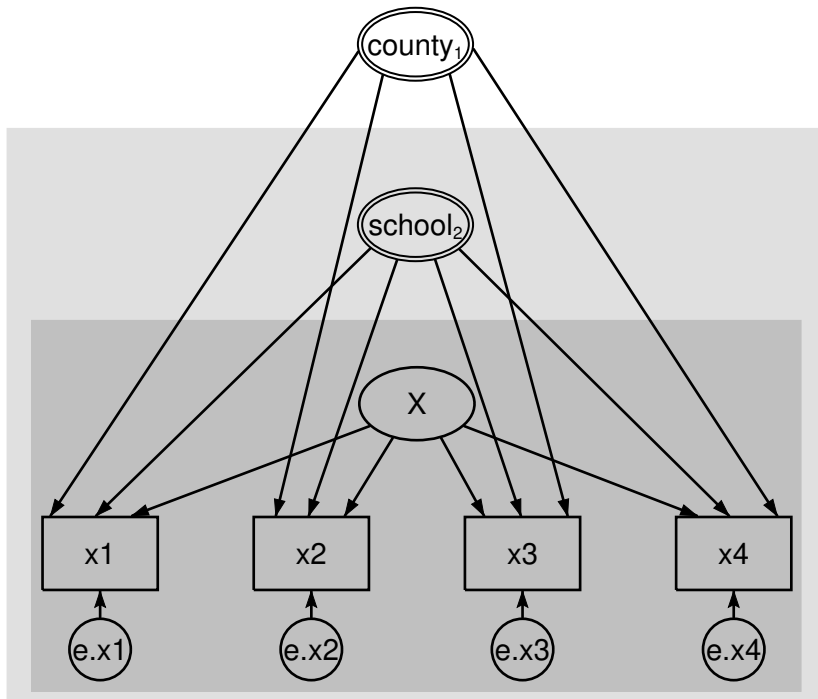 county₁
school₂
X
x1 x2 x3 x4
e.x1 e.x2 e.x3 e.x4